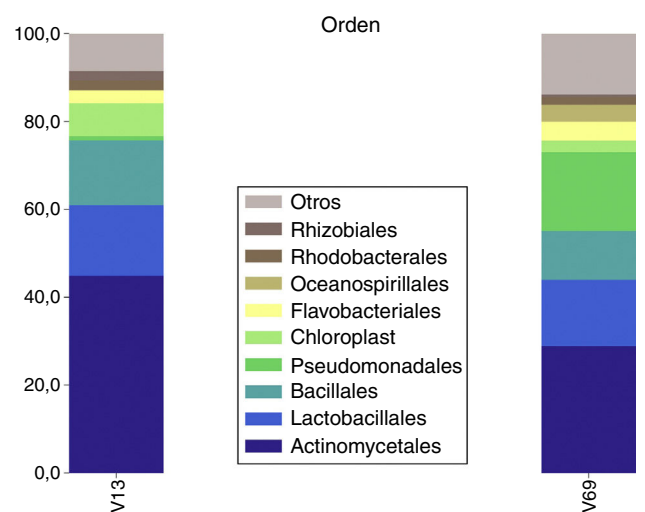 Orden
100,0
80,0
60,0
40,0
20,0
0,0
Otros
Rhizobiales
Rhodobacterales
Oceanospirillales
Flavobacteriales
Chloroplast
Pseudomonadales
Bacillales
Lactobacillales
Actinomycetales
V13
V69